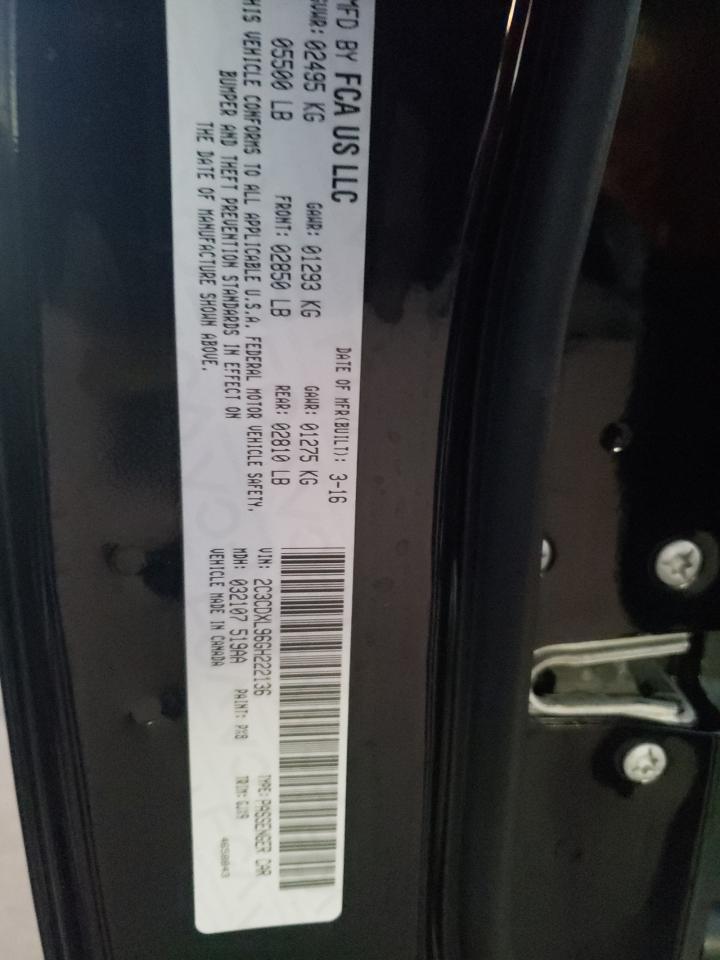 MFD BY FCA US LLC
DATE OF MFR(BUILT): 3-16
GVWR: 02495 KG GAWR: 01293 KG GAWR: 01275 KG
05500 LB FRONT: 02850 LB REAR: 02810 LB
THIS VEHICLE CONFORMS TO ALL APPLICABLE U.S.A. FEDERAL MOTOR VEHICLE SAFETY,
BUMPER AND THEFT PREVENTION STANDARDS IN EFFECT ON
THE DATE OF MANUFACTURE SHOWN ABOVE.
VIN: 2C3CDXL96GH222136 TYPE: PASSENGER CAR
MDH: 032107 519AA PAINT: PX8 TRIM: GJX9
VEHICLE MADE IN CANADA